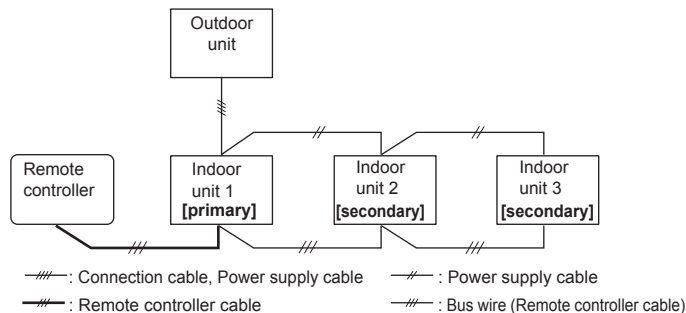 Outdoor
unit
Remote
controller
Indoor
unit 1
[primary]
Indoor
unit 2
[secondary]
Indoor
unit 3
[secondary]
: Connection cable, Power supply cable
: Power supply cable
: Remote controller cable
: Bus wire (Remote controller cable)